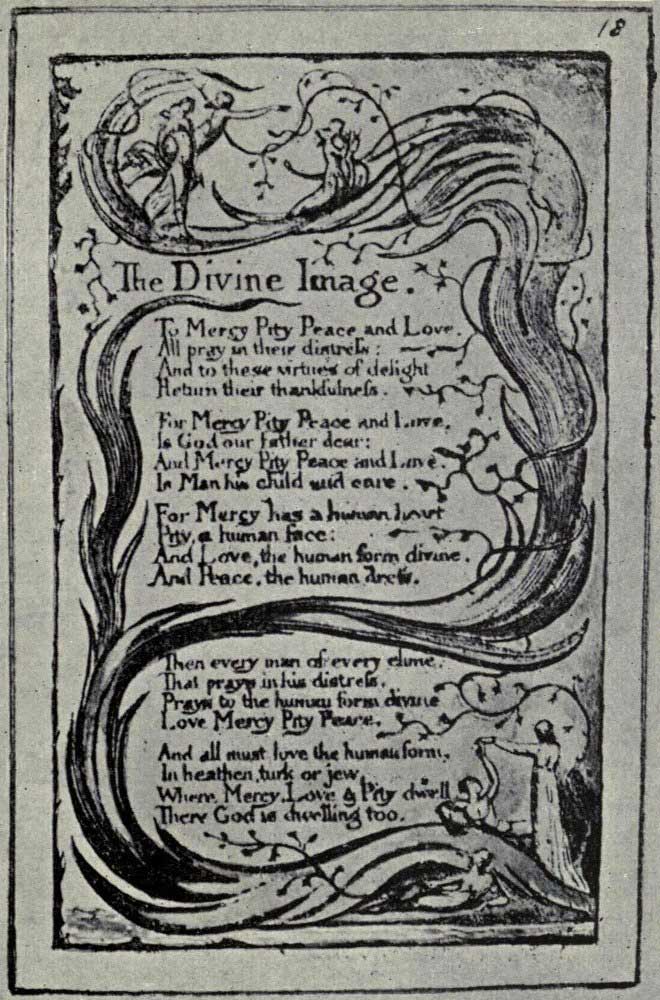 18
The Divine Image.
To Mercy Pity Peace and Love.
All pray in their distress:
And to these virtues of delight
Return their thankfulness.
For Mercy Pity Peace and Love,
Is God our father dear:
And Mercy Pity Peace and Love.
Is Man his child and care.
For Mercy has a human heart
Pity, a human face:
And Love, the human form divine.
And Peace, the human dress.
Then every man of every clime,
That prays in his distress,
Prays to the human form divine
Love Mercy Pity Peace.
And all must love the human form,
In heathen, turk or jew,
Where Mercy, Love & Pity dwell
There God is dwelling too.